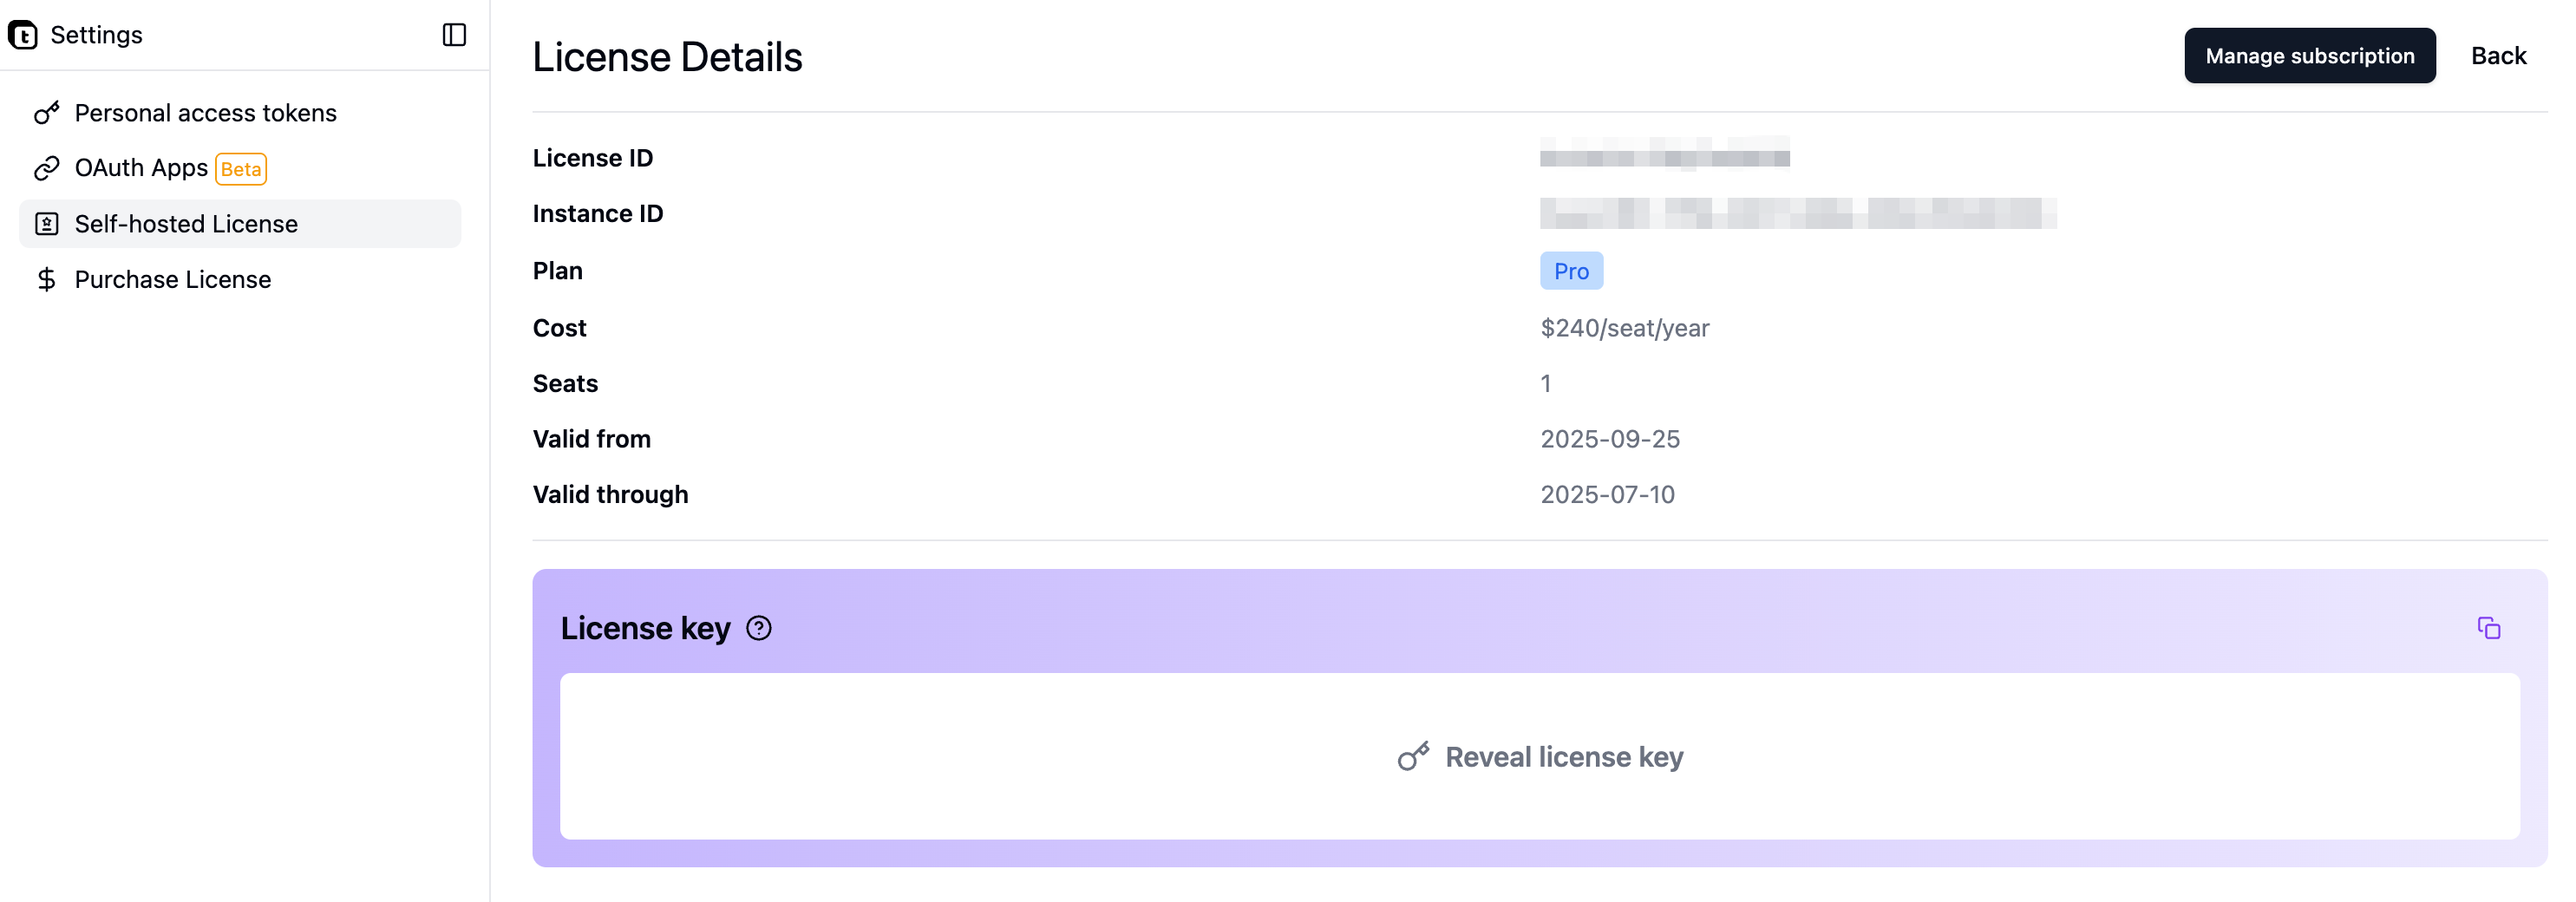 Settings
Personal access tokens
OAuth Apps Beta
Self-hosted License
Purchase License
License Details
Manage subscription
Back
License ID
Instance ID
Plan Pro
Cost $240/seat/year
Seats 1
Valid from 2025-09-25
Valid through 2025-07-10
License key
Reveal license key